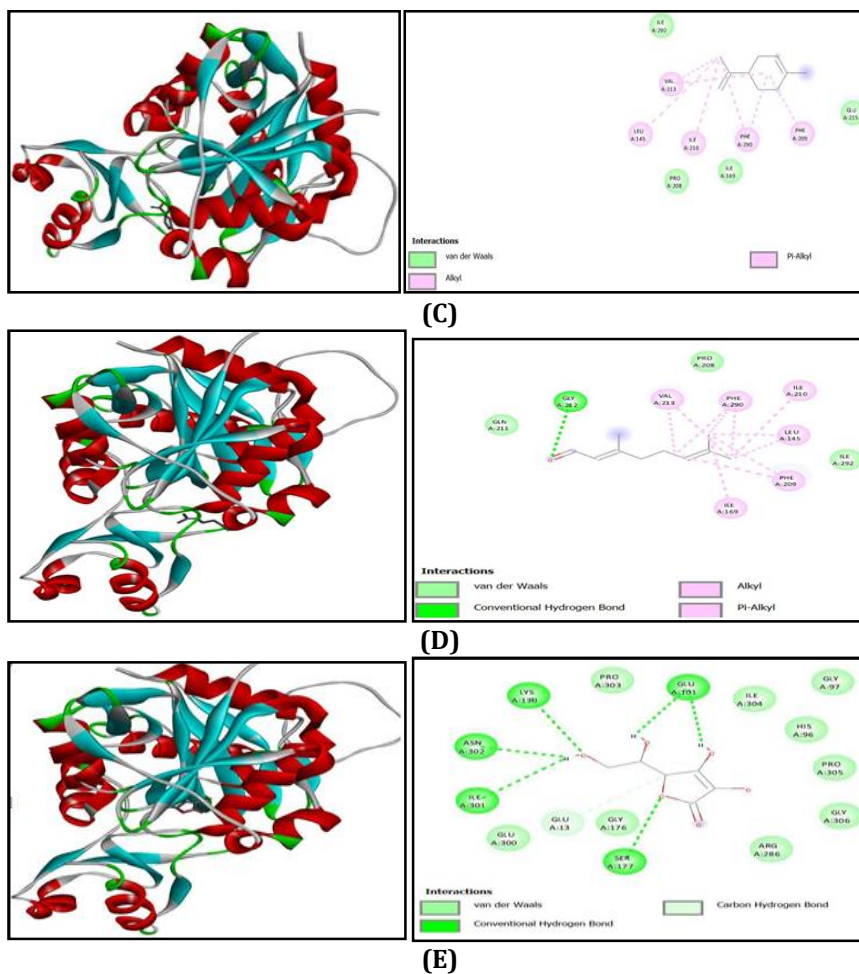 ILE
A:292
VAL
A:213
GLU
A:215
LEU
A:145
ILE
A:210
PHE
A:290
PHE
A:209
PRO
A:208
ILE
A:169
Interactions
van der Waals
Pi-Alkyl
Alkyl
(C)
PRO
A:208
GLY
A:212
VAL
A:213
PHE
A:290
ILE
A:210
GLN
A:211
LEU
A:145
ILE
A:292
PHE
A:209
ILE
A:169
Interactions
van der Waals
Alkyl
Conventional Hydrogen Bond
Pi-Alkyl
(D)
PRO
A:303
GLU
A:101
GLY
A:97
LYS
ILE
A:304
ASN
A:302
HIS
A:96
H
O
H
O
H
O
PRO
A:305
ILE
A:301
O
O
GLY
A:306
GLU
A:300
GLU
A:13
GLY
A:176
O
ARG
A:286
SER
A:177
Interactions
van der Waals
Carbon Hydrogen Bond
Conventional Hydrogen Bond
(E)